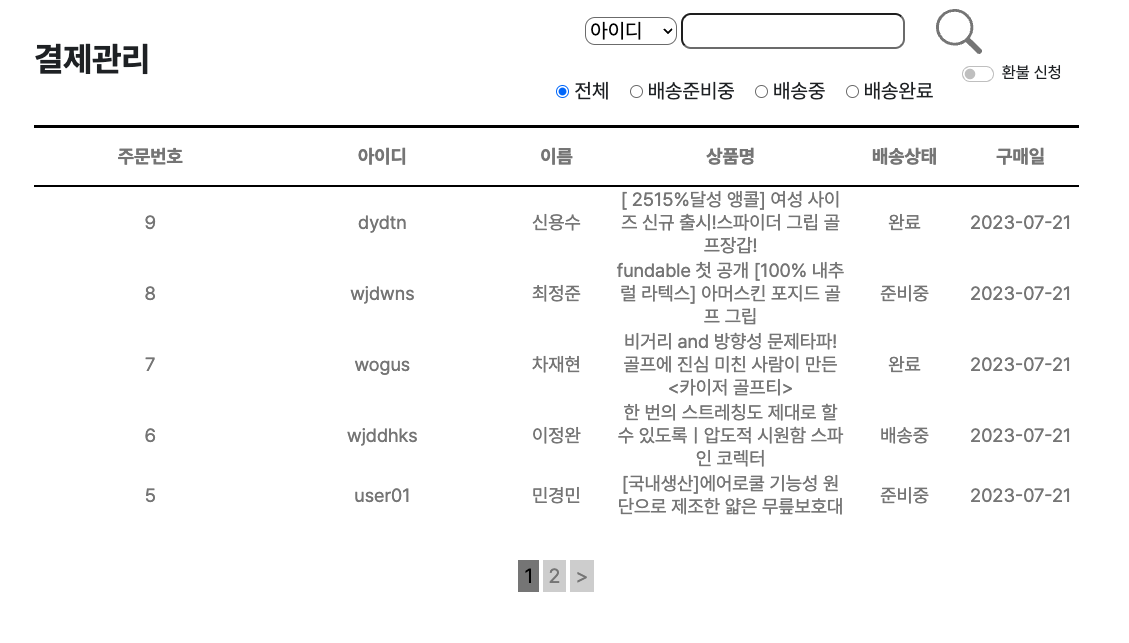 결제관리
아이디
환불 신청
전체 배송준비중 배송중 배송완료
주문번호 아이디 이름 상품명 배송상태 구매일
9 dydtn 신용수 [ 2515%달성 앵콜] 여성 사이
즈 신규 출시!스파이더 그립 골
프장갑! 완료 2023-07-21
8 wjdwns 최정준 fundable 첫 공개 [100% 내추
럴 라텍스] 아머스킨 포지드 골
프 그립 준비중 2023-07-21
7 wogus 차재현 비거리 and 방향성 문제타파!
골프에 진심 미친 사람이 만든
<카이저 골프티> 완료 2023-07-21
6 wjddhks 이정완 한 번의 스트레칭도 제대로 할
수 있도록 | 압도적 시원함 스파
인 코렉터 배송중 2023-07-21
5 user01 민경민 [국내생산]에어로쿨 기능성 원
단으로 제조한 얇은 무릎보호대 준비중 2023-07-21
1 2 >